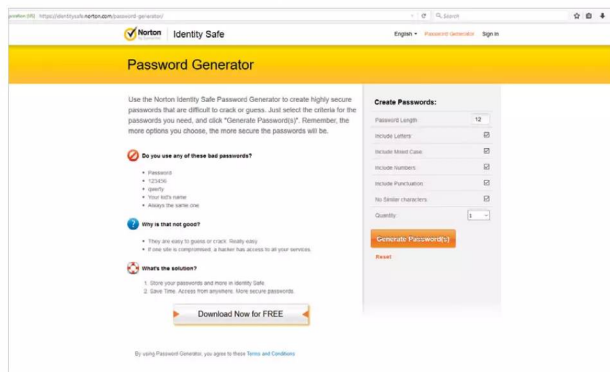 https://identitysafe.norton.com/password-generator/
Search
Norton
by Symantec
Identity Safe
English
Password Generator
Sign In
Password Generator
Use the Norton Identity Safe Password Generator to create highly secure
passwords that are difficult to crack or guess. Just select the criteria for the
passwords you need, and click "Generate Password(s)". Remember, the
more options you choose, the more secure the passwords will be.
Do you use any of these bad passwords?
Password
123456
qwerty
Your kid's name
Always the same one
Why is that not good?
They are easy to guess or crack. Really easy.
If one site is compromised, a hacker has access to all your services.
What's the solution?
1. Store your passwords and more in Identity Safe.
2. Save Time. Access from anywhere. More secure passwords.
Download Now for FREE
By using Password Generator, you agree to these Terms and Conditions
Create Passwords:
Password Length 12
Include Letters
Include Mixed Case
Include Numbers
Include Punctuation
No Similar characters
Quantity 1
Generate Password(s)
Reset